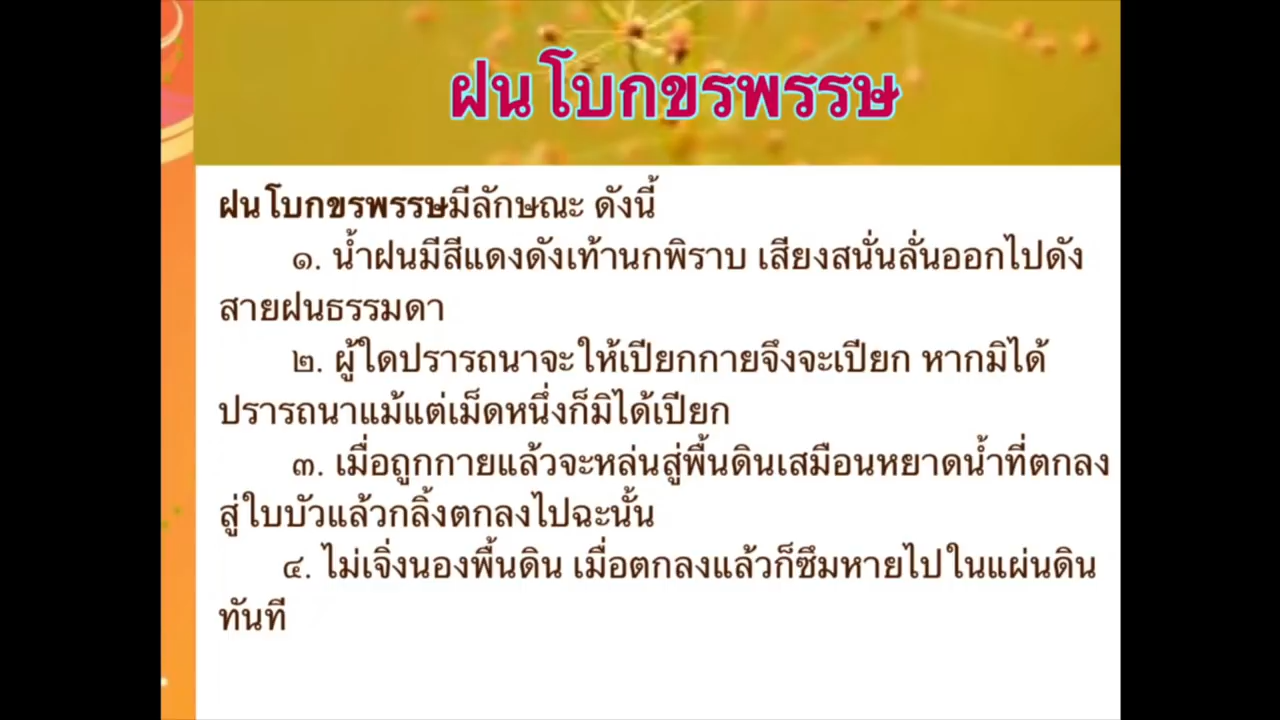 ฝนโบกขรพรรษ
ฝนโบกขรพรรษมีลักษณะ ดังนี้
๑. น้ำฝนมีสีแดงดังเท้านกพิราบ เสียงสนั่นลั่นออกไปดัง
สายฝนธรรมดา
๒. ผู้ใดปรารถนาจะให้เปียกกายจึงจะเปียก หากมิได้
ปรารถนาแม้แต่เม็ดหนึ่งก็มิได้เปียก
๓. เมื่อถูกกายแล้วจะหล่นสู่พื้นดินเสมือนหยาดน้ำที่ตกลง
สู่ใบบัวแล้วกลิ้งตกลงไปฉะนั้น
๔. ไม่เจิ่งนองพื้นดิน เมื่อตกลงแล้วก็ซึมหายไปในแผ่นดิน
ทันที